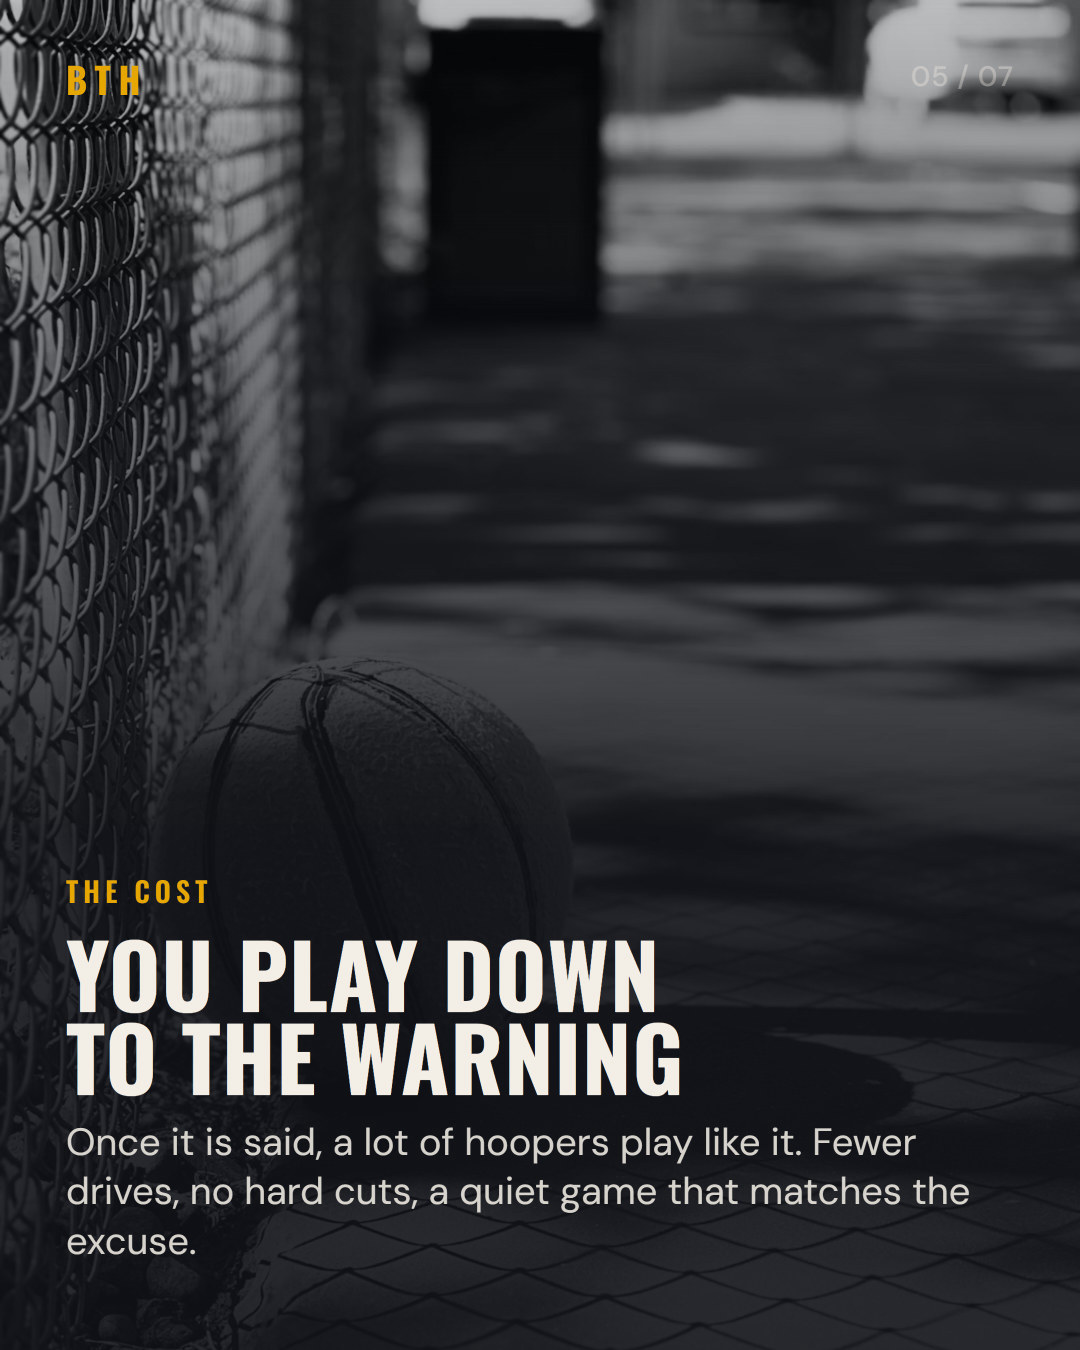 BTH
05 / 07
THE COST
YOU PLAY DOWN
TO THE WARNING
Once it is said, a lot of hoopers play like it. Fewer
drives, no hard cuts, a quiet game that matches the
excuse.